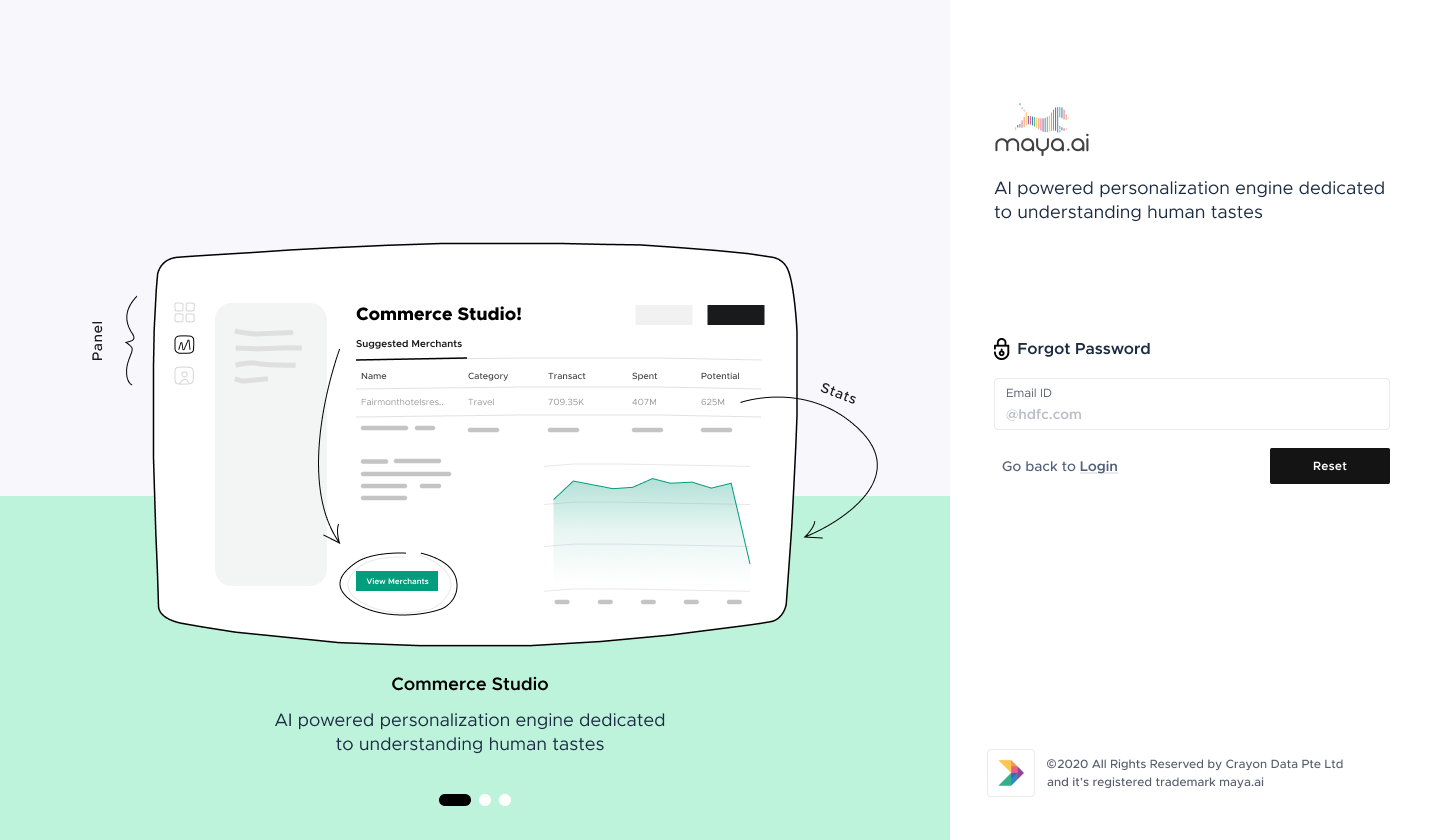 Panel
Commerce Studio!
Suggested Merchants
Name Category Transact Spent Potential
Fairmonthotelsres.. Travel 709.35K 407M 625M
Stats
View Merchants
Commerce Studio
AI powered personalization engine dedicated
to understanding human tastes
maya.ai
AI powered personalization engine dedicated
to understanding human tastes
Forgot Password
Email ID
@hdfc.com
Go back to Login
Reset
©2020 All Rights Reserved by Crayon Data Pte Ltd
and it's registered trademark maya.ai